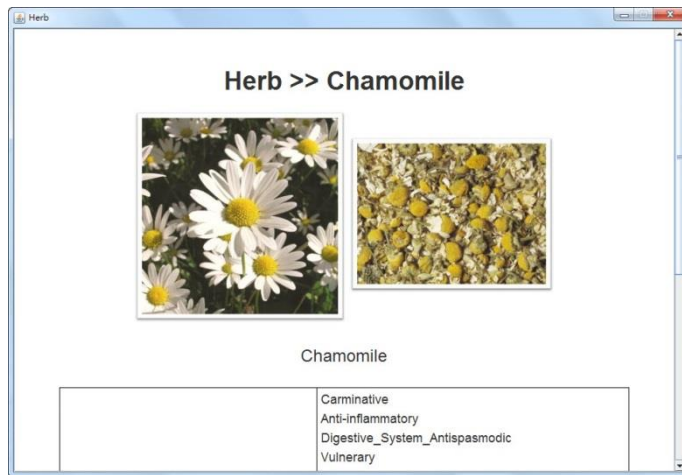 Herb
Herb >> Chamomile
Chamomile
Carminative
Anti-inflammatory
Digestive_System_Antispasmodic
Vulnerary